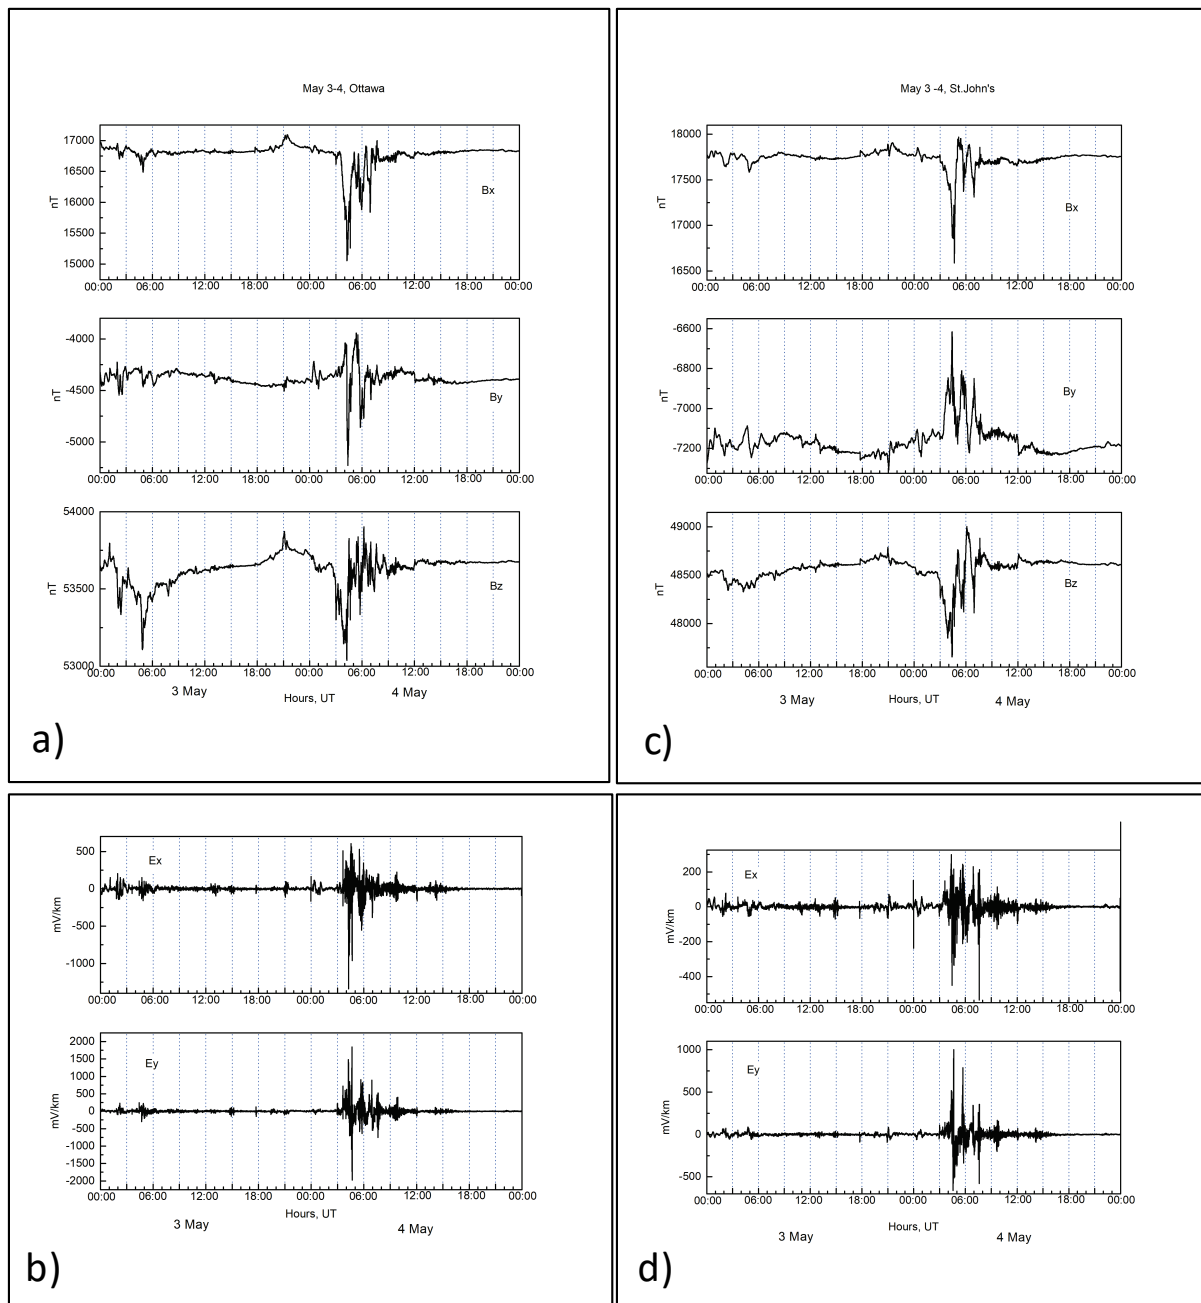 May 3-4, Ottawa
17000
16500
16000
15500
15000
nT
Bx
00:00 06:00 12:00 18:00 00:00 06:00 12:00 18:00 00:00
-4000
-4500
-5000
nT
By
00:00 06:00 12:00 18:00 00:00 06:00 12:00 18:00 00:00
54000
53500
53000
nT
Bz
00:00 06:00 12:00 18:00 00:00 06:00 12:00 18:00 00:00
3 May Hours, UT 4 May
a)
May 3 -4, St.John's
18000
17500
17000
16500
nT
Bx
00:00 06:00 12:00 18:00 00:00 06:00 12:00 18:00 00:00
-6600
-6800
-7000
-7200
nT
By
00:00 06:00 12:00 18:00 00:00 06:00 12:00 18:00 00:00
49000
48500
48000
nT
Bz
00:00 06:00 12:00 18:00 00:00 06:00 12:00 18:00 00:00
3 May Hours, UT 4 May
c)
500
0
-500
-1000
mV/km
Ex
00:00 06:00 12:00 18:00 00:00 06:00 12:00 18:00 00:00
2000
1500
1000
500
0
-500
-1000
-1500
-2000
mV/km
Ey
00:00 06:00 12:00 18:00 00:00 06:00 12:00 18:00 00:00
Hours, UT
3 May 4 May
b)
200
0
-200
-400
mV/km
Ex
00:00 06:00 12:00 18:00 00:00 06:00 12:00 18:00 00:00
1000
500
0
-500
mV/km
Ey
00:00 06:00 12:00 18:00 00:00 06:00 12:00 18:00 00:00
Hours, UT
3 May 4 May
d)